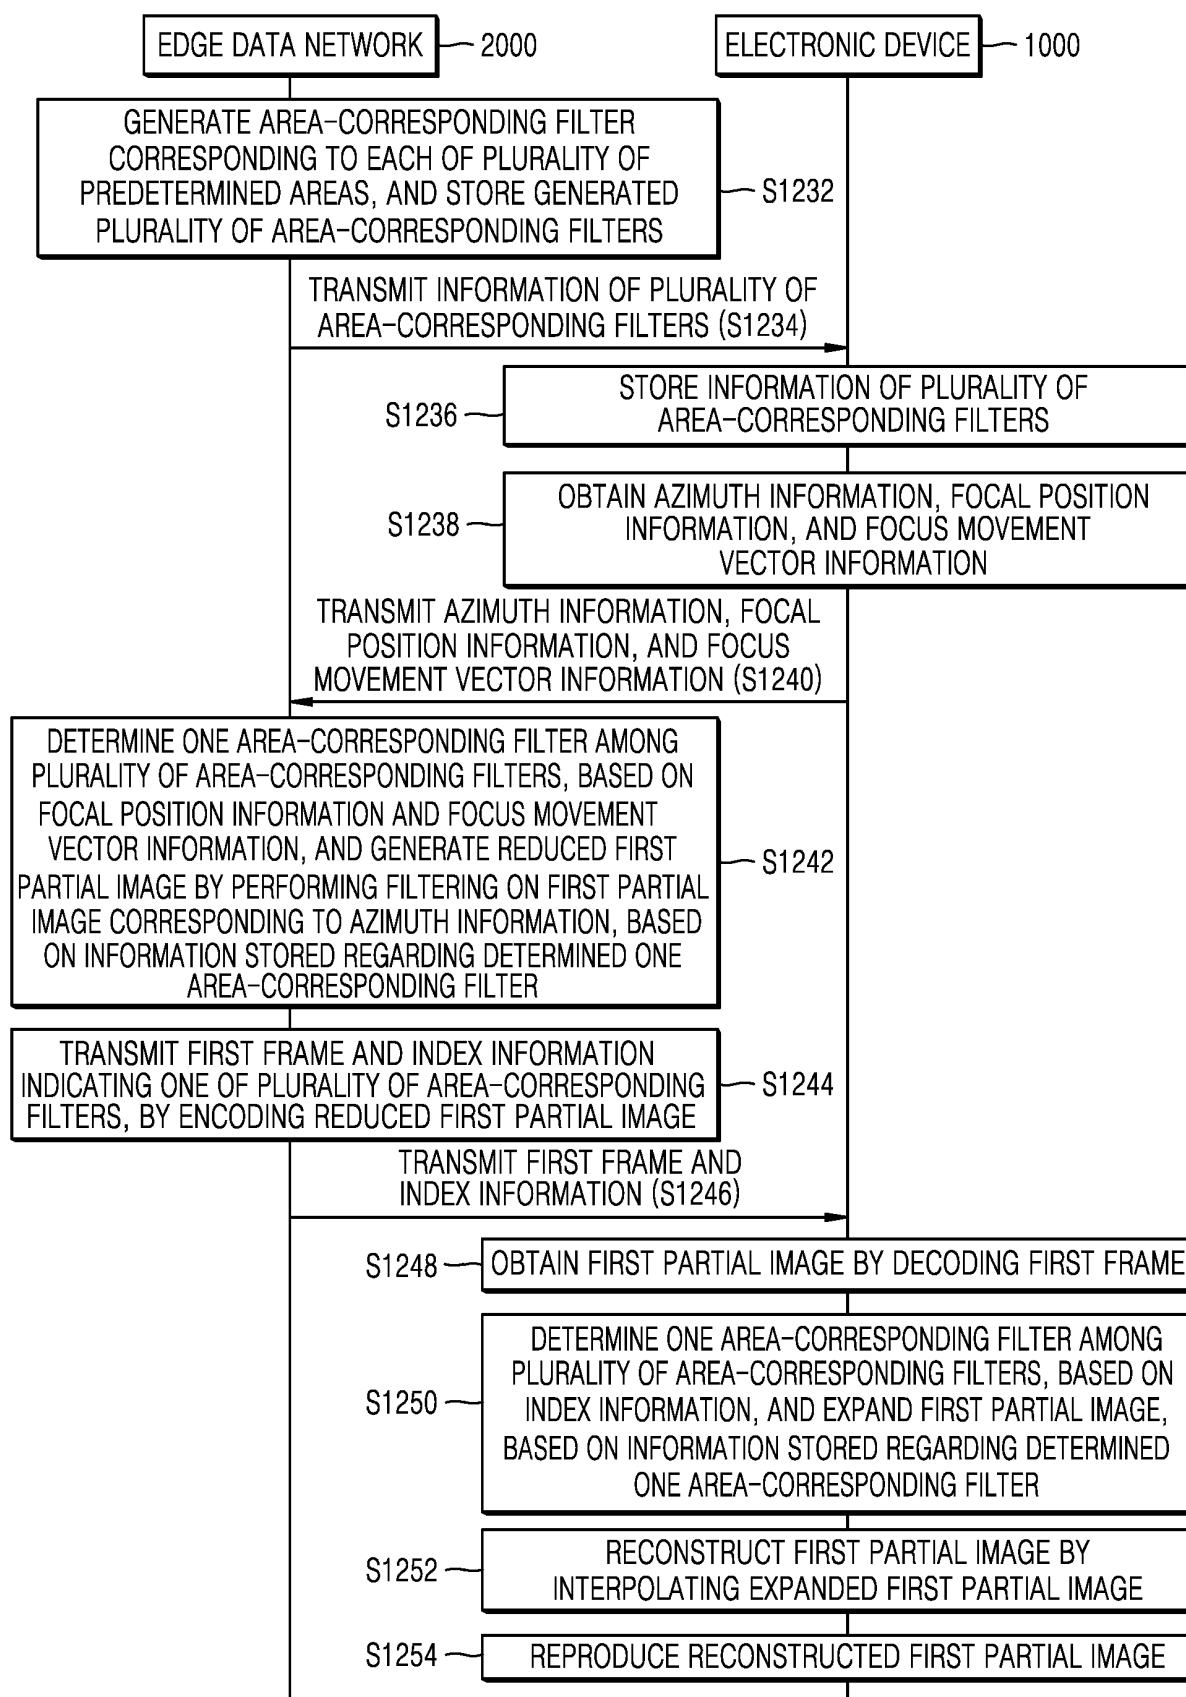 EDGE DATA NETWORK
2000
ELECTRONIC DEVICE
1000
GENERATE AREA-CORRESPONDING FILTER
CORRESPONDING TO EACH OF PLURALITY OF
PREDETERMINED AREAS, AND STORE GENERATED
PLURALITY OF AREA-CORRESPONDING FILTERS
S1232
TRANSMIT INFORMATION OF PLURALITY OF
AREA-CORRESPONDING FILTERS (S1234)
S1236
STORE INFORMATION OF PLURALITY OF
AREA-CORRESPONDING FILTERS
S1238
OBTAIN AZIMUTH INFORMATION, FOCAL POSITION
INFORMATION, AND FOCUS MOVEMENT
VECTOR INFORMATION
TRANSMIT AZIMUTH INFORMATION, FOCAL
POSITION INFORMATION, AND FOCUS
MOVEMENT VECTOR INFORMATION (S1240)
DETERMINE ONE AREA-CORRESPONDING FILTER AMONG
PLURALITY OF AREA-CORRESPONDING FILTERS, BASED ON
FOCAL POSITION INFORMATION AND FOCUS MOVEMENT
VECTOR INFORMATION, AND GENERATE REDUCED FIRST
PARTIAL IMAGE BY PERFORMING FILTERING ON FIRST PARTIAL
IMAGE CORRESPONDING TO AZIMUTH INFORMATION, BASED
ON INFORMATION STORED REGARDING DETERMINED ONE
AREA-CORRESPONDING FILTER
S1242
TRANSMIT FIRST FRAME AND INDEX INFORMATION
INDICATING ONE OF PLURALITY OF AREA-CORRESPONDING
FILTERS, BY ENCODING REDUCED FIRST PARTIAL IMAGE
S1244
TRANSMIT FIRST FRAME AND
INDEX INFORMATION (S1246)
S1248
OBTAIN FIRST PARTIAL IMAGE BY DECODING FIRST FRAME
S1250
DETERMINE ONE AREA-CORRESPONDING FILTER AMONG
PLURALITY OF AREA-CORRESPONDING FILTERS, BASED ON
INDEX INFORMATION, AND EXPAND FIRST PARTIAL IMAGE,
BASED ON INFORMATION STORED REGARDING DETERMINED
ONE AREA-CORRESPONDING FILTER
S1252
RECONSTRUCT FIRST PARTIAL IMAGE BY
INTERPOLATING EXPANDED FIRST PARTIAL IMAGE
S1254
REPRODUCE RECONSTRUCTED FIRST PARTIAL IMAGE